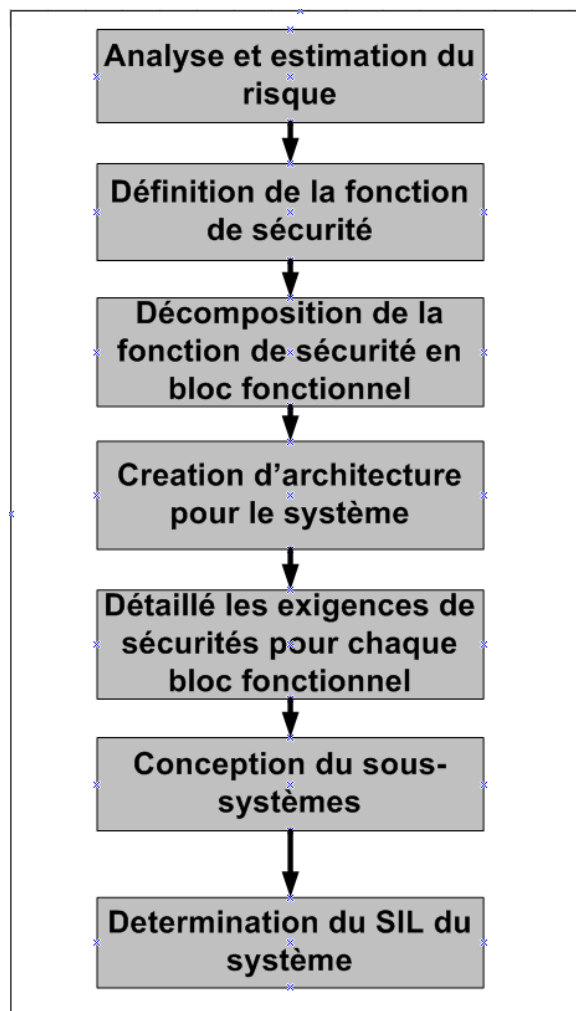 Analyse et estimation du
risque
Définition de la fonction
de sécurité
Décomposition de la
fonction de sécurité en
bloc fonctionnel
Creation d’architecture
pour le système
Détaillé les exigences de
sécurités pour chaque
bloc fonctionnel
Conception du sous-
systèmes
Determination du SIL du
système